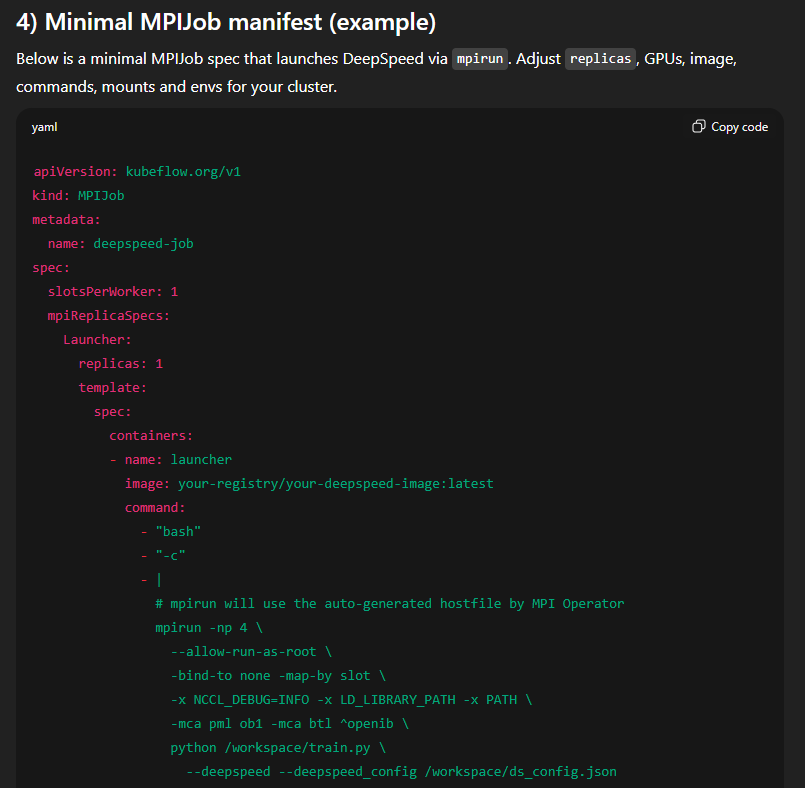 4) Minimal MPIJob manifest (example)
Below is a minimal MPIJob spec that launches DeepSpeed via mpirun. Adjust replicas, GPUs, image,
commands, mounts and envs for your cluster.
yaml
Copy code
apiVersion: kubeflow.org/v1
kind: MPIJob
metadata:
  name: deepspeed-job
spec:
  slotsPerWorker: 1
  mpiReplicaSpecs:
    Launcher:
      replicas: 1
      template:
        spec:
          containers:
          - name: launcher
            image: your-registry/your-deepspeed-image:latest
            command:
              - "bash"
              - "-c"
              - |
                # mpirun will use the auto-generated hostfile by MPI Operator
                mpirun -np 4 \
                  --allow-run-as-root \
                  -bind-to none -map-by slot \
                  -x NCCL_DEBUG=INFO -x LD_LIBRARY_PATH -x PATH \
                  -mca pml ob1 -mca btl ^openib \
                  python /workspace/train.py \
                    --deepspeed --deepspeed_config /workspace/ds_config.json